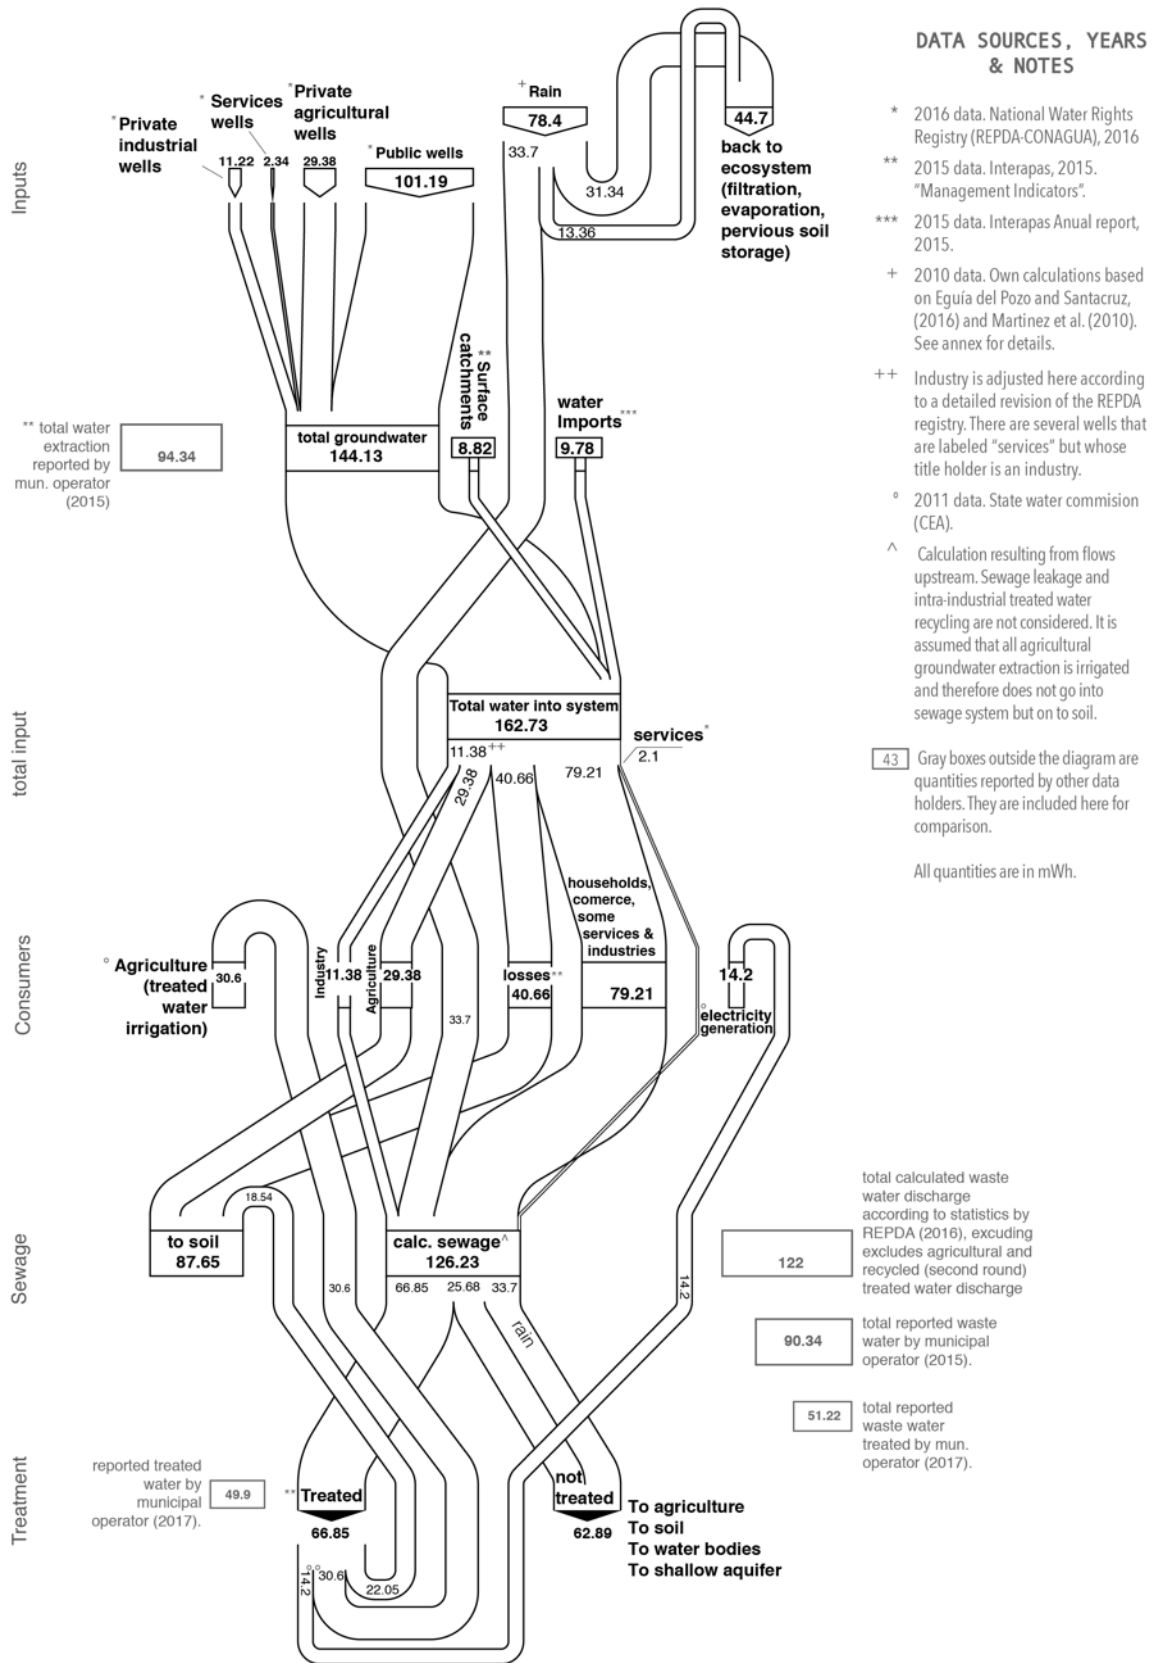 DATA SOURCES, YEARS
& NOTES
* 2016 data. National Water Rights
Registry (REPDA-CONAGUA), 2016
** 2015 data. Interapas, 2015.
"Management Indicators".
*** 2015 data. Interapas Anual report,
2015.
+ 2010 data. Own calculations based
on Eguía del Pozo and Santacruz,
(2016) and Martinez et al. (2010).
See annex for details.
++ Industry is adjusted here according
to a detailed revision of the REPDA
registry. There are several wells that
are labeled "services" but whose
title holder is an industry.
° 2011 data. State water commision
(CEA).
^ Calculation resulting from flows
upstream. Sewage leakage and
intra-industrial treated water
recycling are not considered. It is
assumed that all agricultural
groundwater extraction is irrigated
and therefore does not go into
sewage system but on to soil.
43 Gray boxes outside the diagram are
quantities reported by other data
holders. They are included here for
comparison.
All quantities are in mWh.
Inputs
* Private
industrial
wells
11.22
* Services
wells
2.34
* Private
agricultural
wells
29.38
* Public wells
101.19
+ Rain
78.4
33.7
31.34
13.36
44.7
back to
ecosystem
(filtration,
evaporation,
pervious soil
storage)
** total water
extraction
reported by
mun. operator
(2015)
94.34
total groundwater
144.13
** Surface
catchments
8.82
water
Imports***
9.78
total input
Total water into system
162.73
11.38++
29.38
40.66
79.21
services*
2.1
Consumers
° Agriculture
(treated
water
irrigation)
30.6
Industry
11.38
Agriculture
29.38
33.7
losses**
40.66
households,
comerce,
some
services &
industries
79.21
14.2
° electricity
generation
Sewage
18.54
to soil
87.65
30.6
calc. sewage^
126.23
66.85
25.68
33.7
rain
14.2
122
total calculated waste
water discharge
according to statistics by
REPDA (2016), excuding
excludes agricultural and
recycled (second round)
treated water discharge
90.34
total reported waste
water by municipal
operator (2015).
51.22
total reported
waste water
treated by mun.
operator (2017).
Treatment
reported treated
water by
municipal
operator (2017).
49.9
** Treated
66.85
14.2
°° 30.6
22.05
not
treated
62.89
To agriculture
To soil
To water bodies
To shallow aquifer